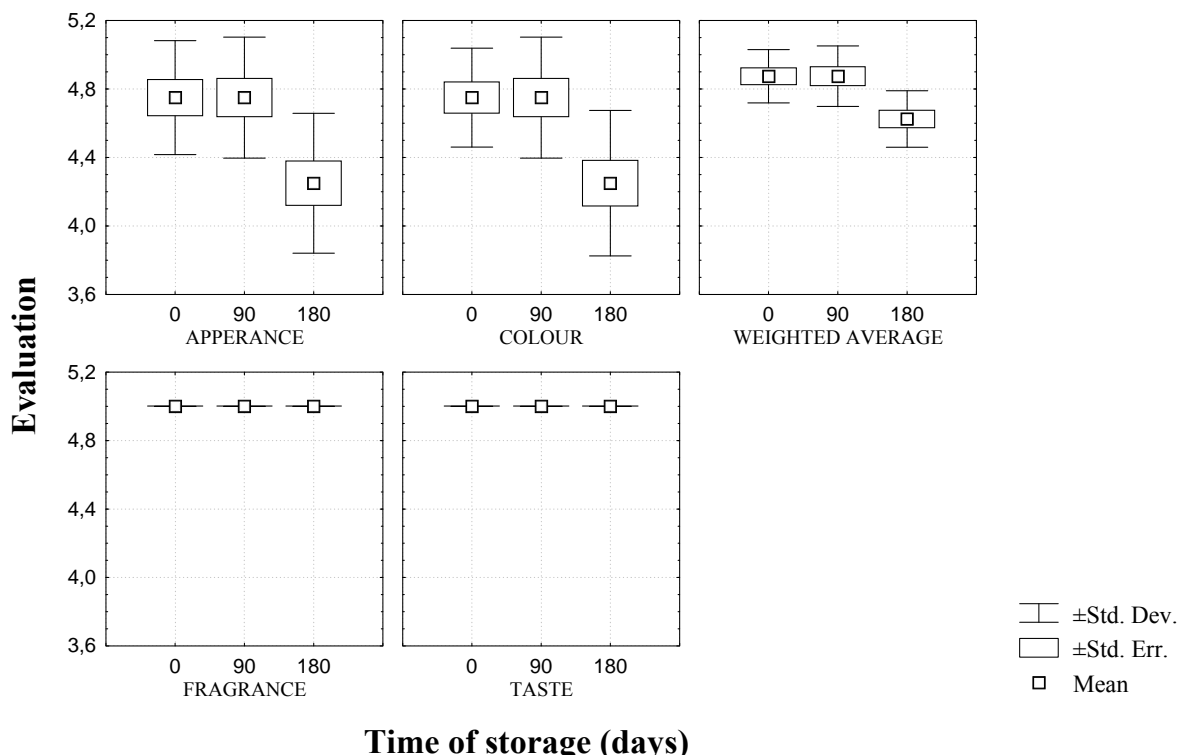 Evaluation
5,2
4,8
4,4
4,0
3,6
0 90 180
APPERANCE
0 90 180
COLOUR
0 90 180
WEIGHTED AVERAGE
5,2
4,8
4,4
4,0
3,6
0 90 180
FRAGRANCE
0 90 180
TASTE
±Std. Dev.
±Std. Err.
Mean
Time of storage (days)